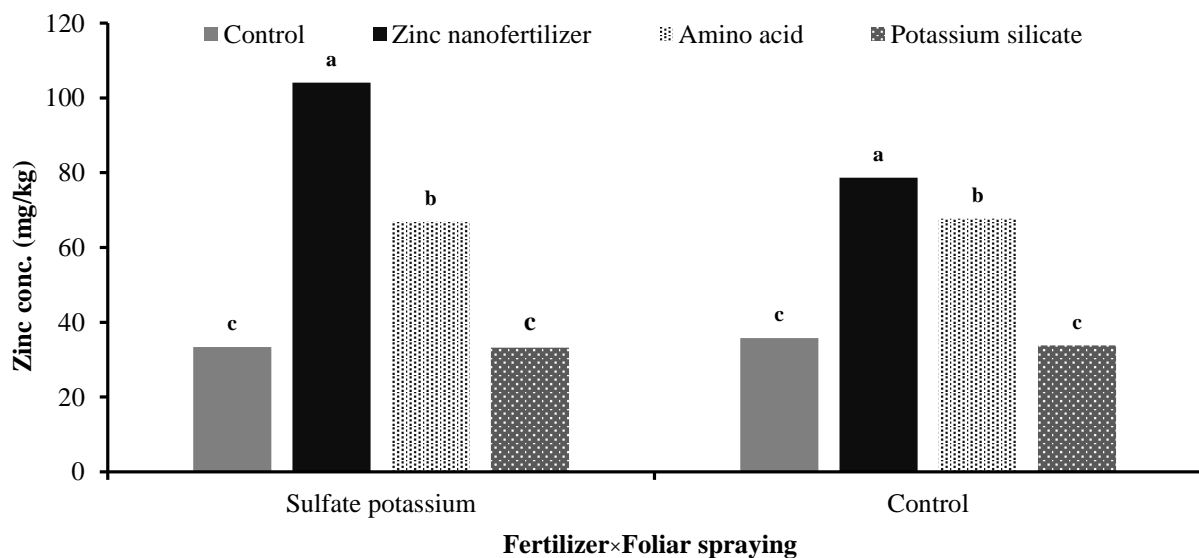 120
100
80
60
40
20
0
Zinc conc. (mg/kg)
Control Zinc nanofertilizer Amino acid Potassium silicate
a
a
b
b
c
c
c
c
Sulfate potassium Control
Fertilizer×Foliar spraying